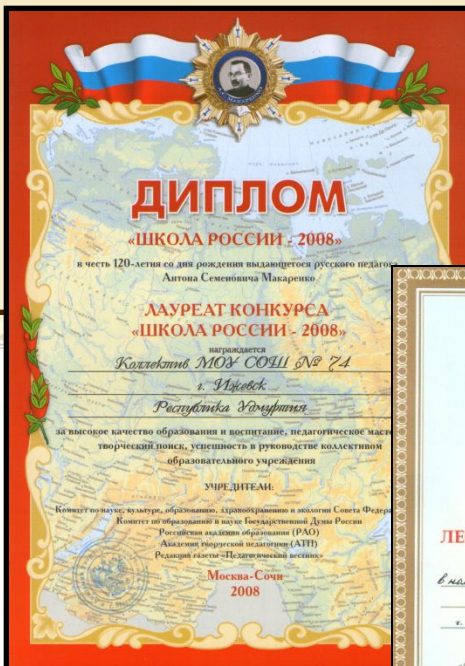 ДИПЛОМ
«ШКОЛА РОССИИ - 2008»
в честь 120-летия со дня рождения выдающегося русского педагога
Антона Семеновича Макаренко
ЛАУРЕАТ КОНКУРСА
«ШКОЛА РОССИИ - 2008»
награждается
Коллектив МОУ СОШ № 74
г. Ижевск
Республика Удмуртия
за высокое качество образования и воспитание, педагогическое масте
творческий поиск, успешность в руководстве коллективом
образовательного учреждения
УЧРЕДИТЕЛИ:
Комитет по науке, культуре, образованию, здравоохранению и экологии Совета Федера
Комитет по образованию и науке Государственной Думы России
Российская академия образования (РАО)
Академия творческой педагогики (АТП)
Редакция газеты «Педагогический вестник»
Москва-Сочи
2008
ЛЕ